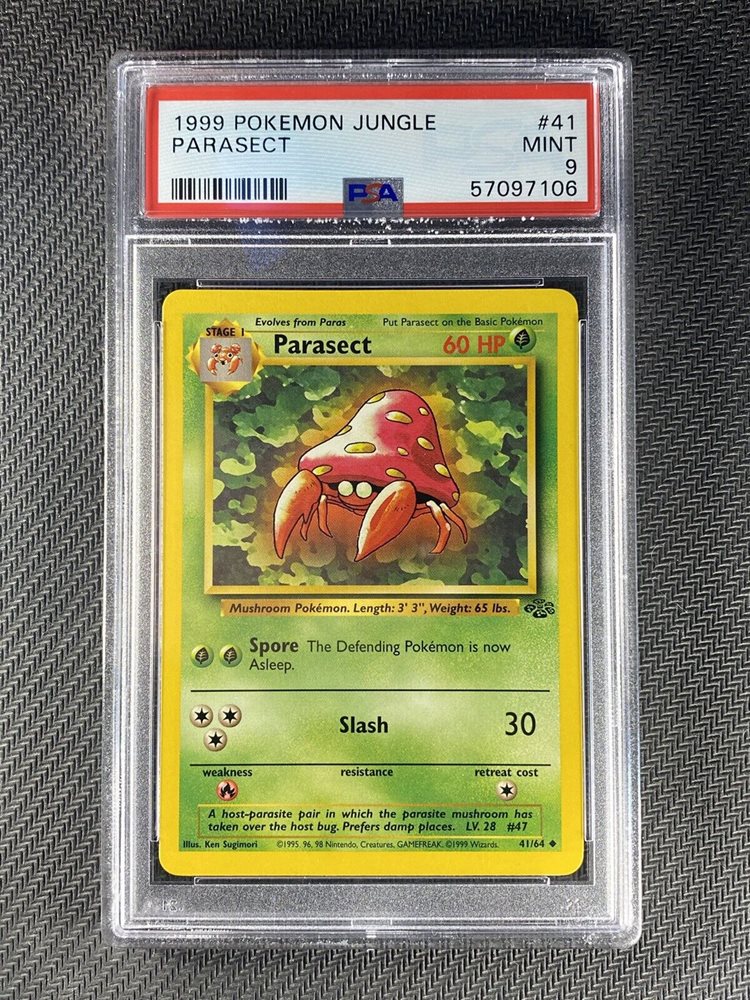 1999 POKEMON JUNGLE #41
PARASECT MINT
9
PSA 57097106
Evolves from Paras Put Parasect on the Basic Pokémon
STAGE 1
Parasect 60 HP
Mushroom Pokémon. Length: 3' 3", Weight: 65 lbs.
Spore The Defending Pokémon is now
Asleep.
Slash 30
weakness resistance retreat cost
A host-parasite pair in which the parasite mushroom has
taken over the host bug. Prefers damp places. LV. 28 #47
Illus. Ken Sugimori ©1995, 96, 98 Nintendo, Creatures, GAMEFREAK. ©1999 Wizards. 41/64